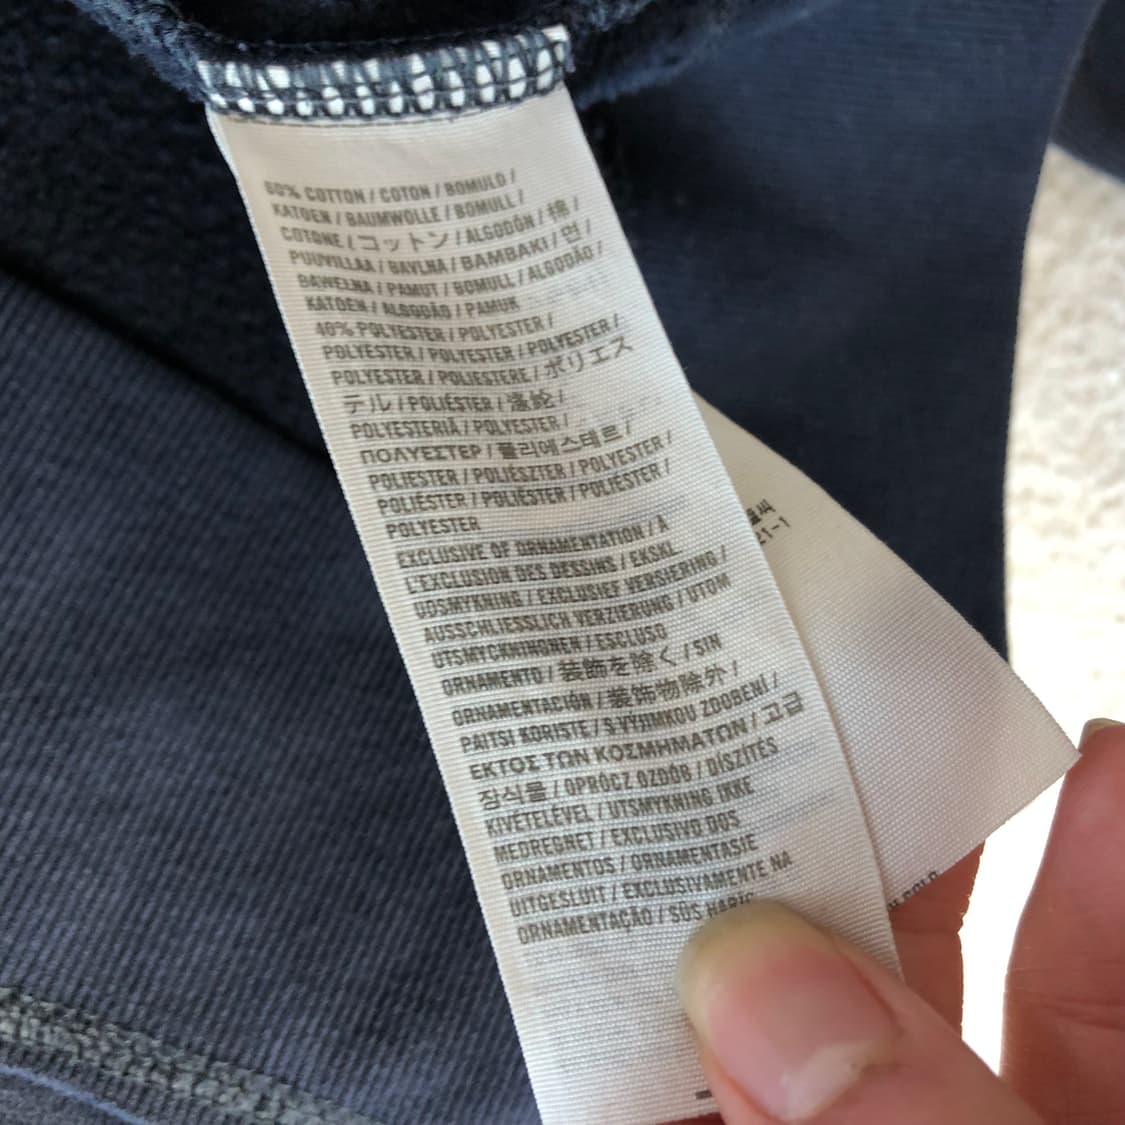 60% COTTON / COTON / BOMULD /
KATOEN / BAUMWOLLE / BOMULL /
COTONE / コットン / ALGODÓN / 棉 /
PUUVILLAA / BAVLNA / BAMBAKI / 면 /
BAWEŁNA / PAMUT / BOMULL / ALGODÃO /
KATOEN / ALGODÃO / PAMUK
40% POLYESTER / POLYESTER /
POLYESTER / POLYESTER / POLYESTER /
POLYESTER / POLIESTERE / ポリエス
テル / POLIÉSTER / 涤纶 /
POLYESTERIÄ / POLYESTER /
ΠΟΛΥΕΣΤΕΡ / 폴리에스테르 /
POLIESTER / POLIÉSZTER / POLYESTER /
POLIÉSTER / POLIÉSTER / POLIÉSTER /
POLYESTER
EXCLUSIVE OF ORNAMENTATION / À
L'EXCLUSION DES DESSINS / EKSKL
UDSMYKNING / EXCLUSIEF VERSIERING /
AUSSCHLIESSLICH VERZIERUNG / UTOM
UTSMYCKNINGNEN / ESCLUSO
ORNAMENTO / 装飾を除く / SIN
ORNAMENTACIÓN / 装饰物除外 /
PAITSI KORISTE / S VÝJIMKOU ZDOBENÍ /
ΕΚΤΟΣ ΤΩΝ ΚΟΣΜΗΜΑΤΩΝ / 고급
장식물 / OPRÓCZ OZDÓB / DÍSZÍTÉS
KIVÉTELÉVEL / UTSMYKNING IKKE
MEDREGNET / EXCLUSIVO DOS
ORNAMENTOS / ORNAMENTASIE
UITGESLUIT / EXCLUSIVAMENTE NA
ORNAMENTAÇÃO / SÜS HARİÇ
21-1